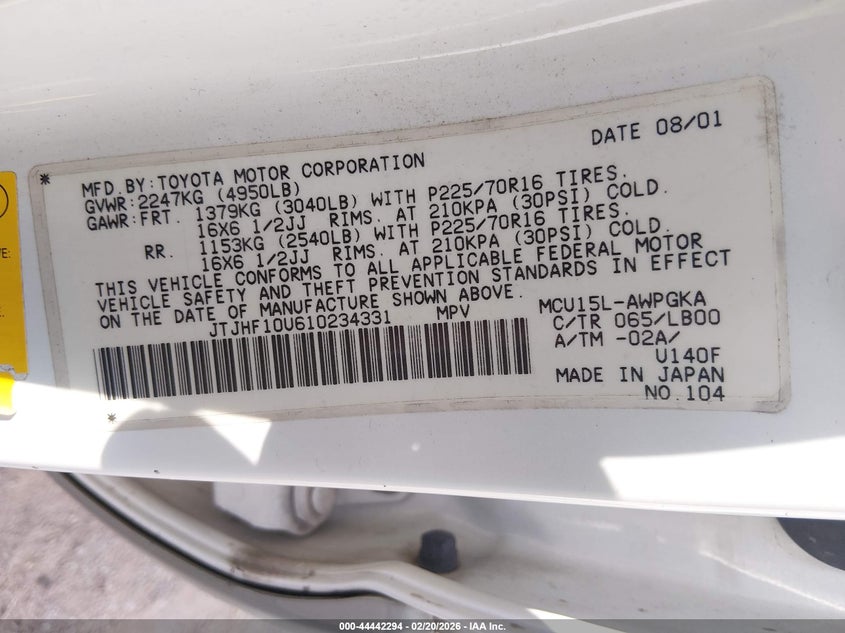 DATE 08/01
* MFD.BY:TOYOTA MOTOR CORPORATION
GVWR:2247KG (4950LB)
GAWR:FRT. 1379KG (3040LB) WITH P225/70R16 TIRES.
16X6 1/2JJ RIMS. AT 210KPA (30PSI) COLD.
RR. 1153KG (2540LB) WITH P225/70R16 TIRES.
16X6 1/2JJ RIMS. AT 210KPA (30PSI) COLD.
THIS VEHICLE CONFORMS TO ALL APPLICABLE FEDERAL MOTOR
VEHICLE SAFETY AND THEFT PREVENTION STANDARDS IN EFFECT
ON THE DATE OF MANUFACTURE SHOWN ABOVE.
JTJHF10U610234331 MPV
MCU15L-AWPGKA
C/TR 065/LB00
A/TM -02A/
U140F
MADE IN JAPAN
NO.104
*
000-44442294 | 02/20/2026 - IAA Inc.